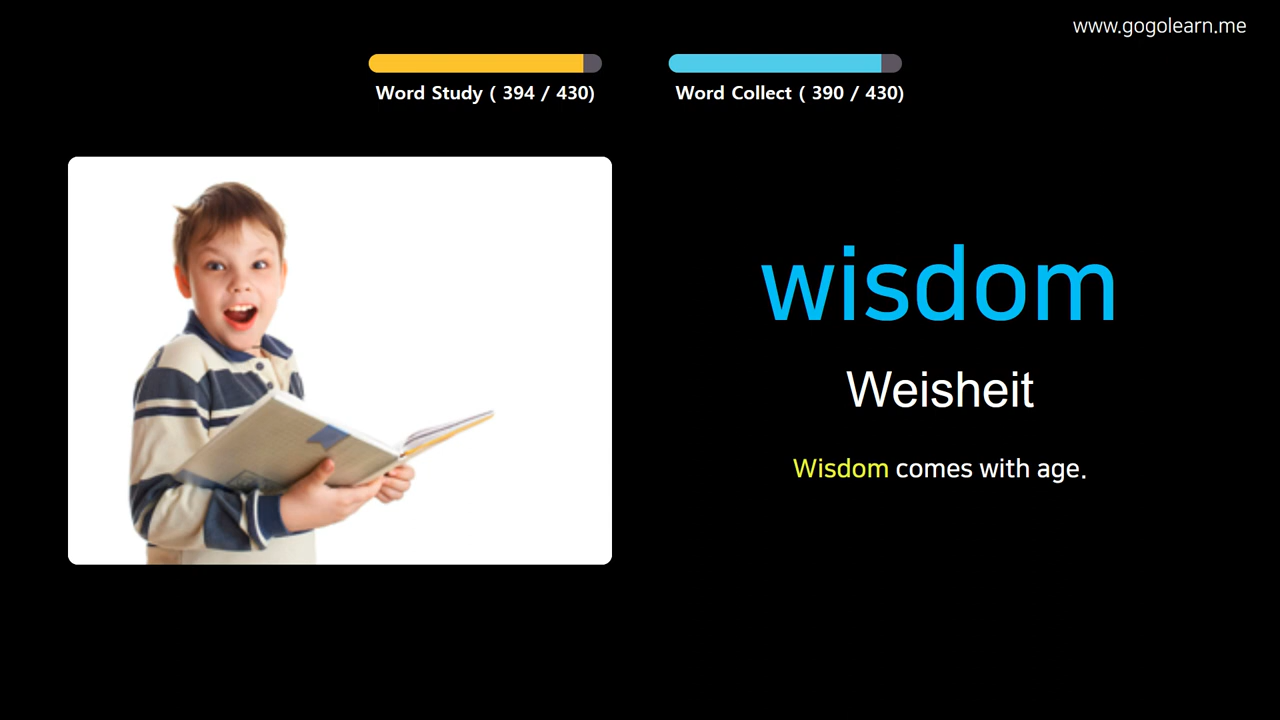 www.gogolearn.me
Word Study ( 394 / 430)
Word Collect ( 390 / 430)
wisdom
Weisheit
Wisdom comes with age.